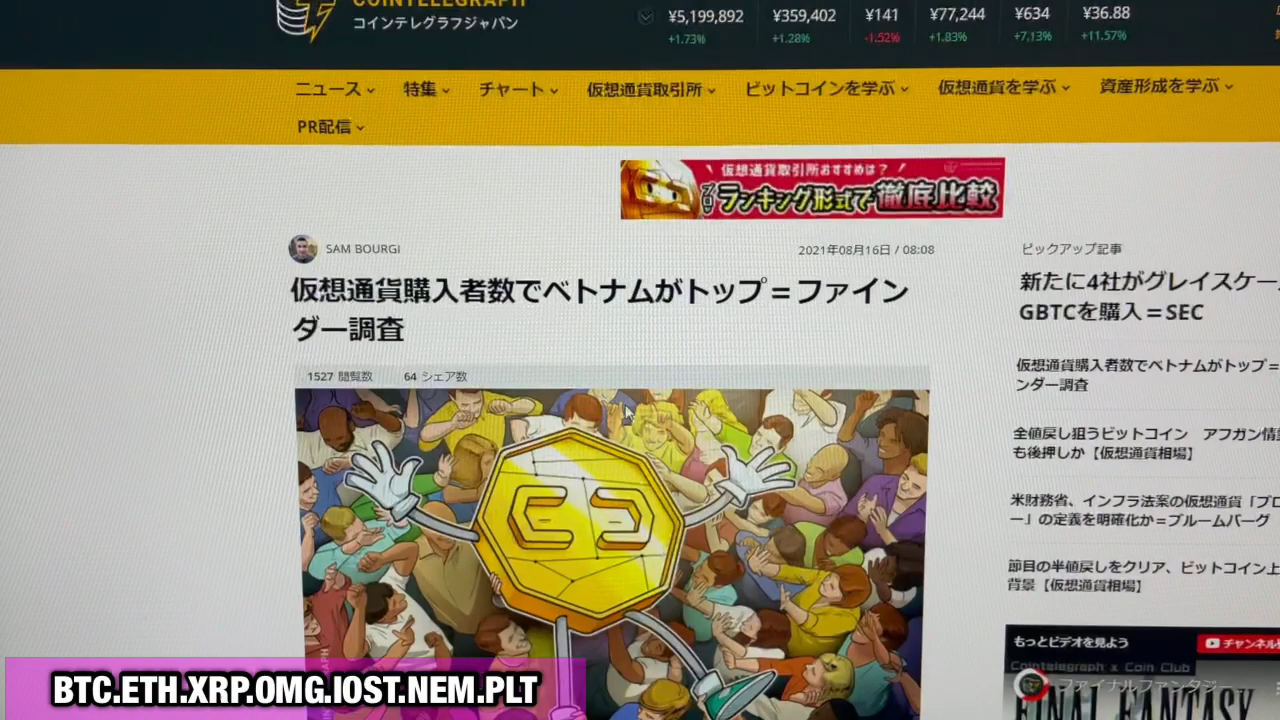 COINTELEGRAPH
コインテレグラフジャパン
¥5,199,892 ¥359,402 ¥141 ¥77,244 ¥634 ¥36.88
+1.73% +1.28% -1.52% +1.83% +7.13% +11.57%
ニュース 特集 チャート 仮想通貨取引所 ビットコインを学ぶ 仮想通貨を学ぶ 資産形成を学ぶ
PR配信
仮想通貨取引所おすすめは？
ランキング形式で徹底比較
SAM BOURGI 2021年08月16日 / 08:08
仮想通貨購入者数でベトナムがトップ＝ファイン
ダー調査
1527 閲覧数 64 シェア数
ピックアップ記事
新たに4社がグレイスケー
GBTCを購入＝SEC
仮想通貨購入者数でベトナムがトップ＝
ンダー調査
全値戻し狙うビットコイン アフガン情
も後押しか【仮想通貨相場】
米財務省、インフラ法案の仮想通貨「ブロ
ー」の定義を明確化か＝ブルームバーグ
節目の半値戻しをクリア、ビットコイン上
背景【仮想通貨相場】
もっとビデオを見よう チャンネル
Cointelegraph x Coin Club
ファイナルファンタジー
FINAL FANTASY
BTC.ETH.XRP.OMG.IOST.NEM.PLT